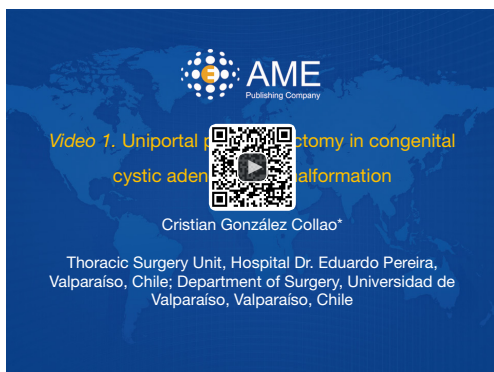 AME
Publishing Company
Video 1. Uniportal ctomy in congenital
cystic aden alformation
Cristian González Collao*
Thoracic Surgery Unit, Hospital Dr. Eduardo Pereira,
Valparaíso, Chile; Department of Surgery, Universidad de
Valparaíso, Valparaíso, Chile